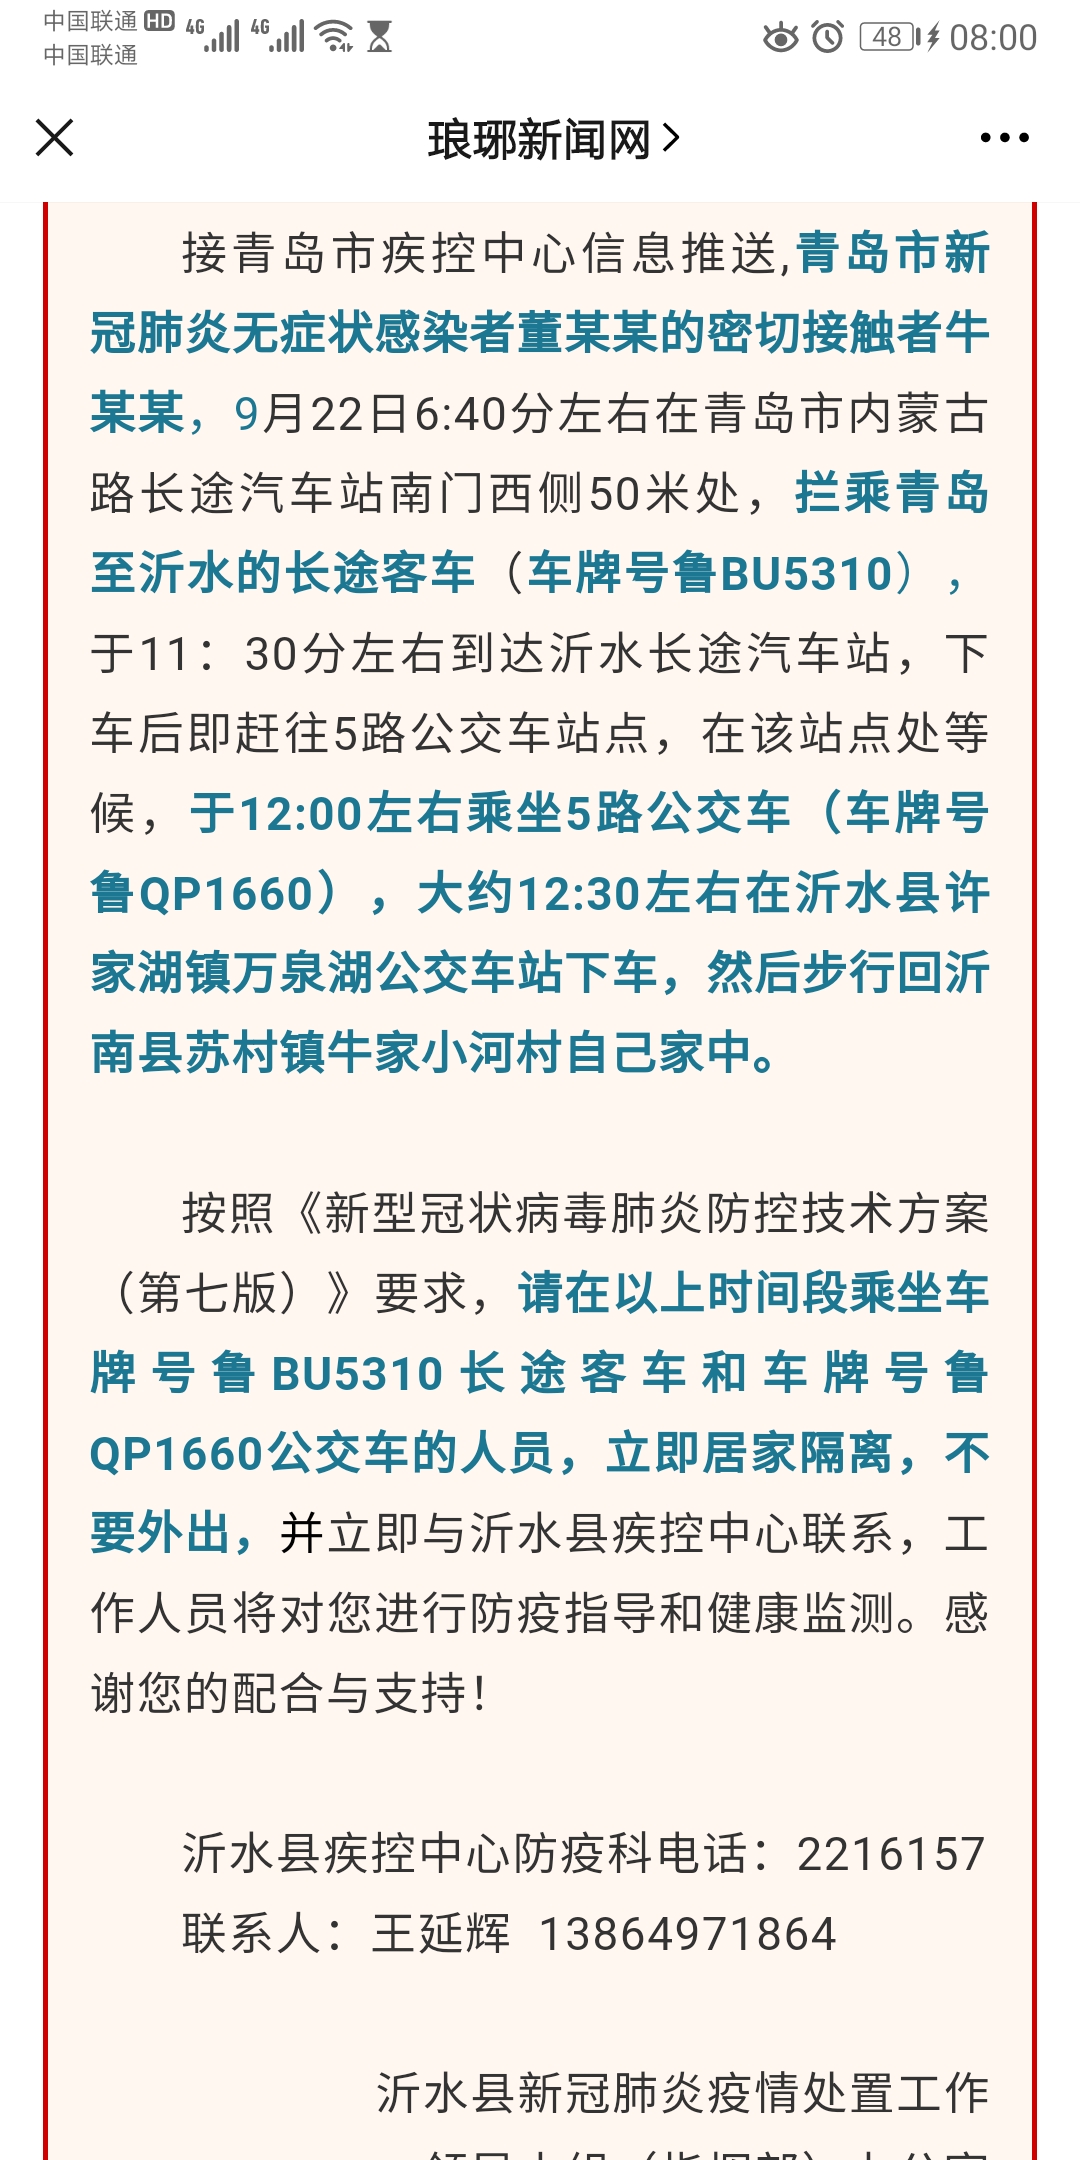 中国联通 HD 4G 4G 48 08:00
中国联通
琅琊新闻网
接青岛市疾控中心信息推送,青岛市新
冠肺炎无症状感染者董某某的密切接触者牛
某某，9月22日6:40分左右在青岛市内蒙古
路长途汽车站南门西侧50米处，拦乘青岛
至沂水的长途客车（车牌号鲁BU5310），
于11：30分左右到达沂水长途汽车站，下
车后即赶往5路公交车站点，在该站点处等
候，于12:00左右乘坐5路公交车（车牌号
鲁QP1660），大约12:30左右在沂水县许
家湖镇万泉湖公交车站下车，然后步行回沂
南县苏村镇牛家小河村自己家中。
按照《新型冠状病毒肺炎防控技术方案
（第七版）》要求，请在以上时间段乘坐车
牌号鲁BU5310长途客车和车牌号鲁
QP1660公交车的人员，立即居家隔离，不
要外出，并立即与沂水县疾控中心联系，工
作人员将对您进行防疫指导和健康监测。感
谢您的配合与支持！
沂水县疾控中心防疫科电话：2216157
联系人：王延辉 13864971864
沂水县新冠肺炎疫情处置工作
领导小组（指挥部）办公室